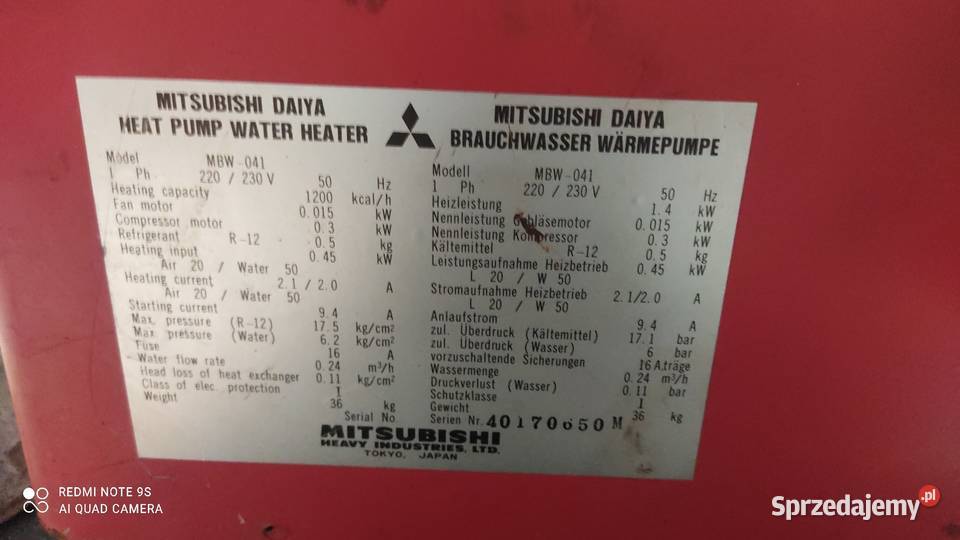 MITSUBISHI DAIYA
HEAT PUMP WATER HEATER
Model MBW-041
1 Ph 220 / 230 V 50 Hz
Heating capacity 1200 kcal/h
Fan motor 0.015 kW
Compressor motor 0.3 kW
Refrigerant R-12 0.5 kg
Heating input 0.45 kW
Air 20 / Water 50
Heating current 2.1 / 2.0 A
Air 20 / Water 50
Starting current 9.4 A
Max. pressure (R-12) 17.5 kg/cm²
Max. pressure (Water) 6.2 kg/cm²
Fuse 16 A
Water flow rate 0.24 m³/h
Head loss of heat exchanger 0.11 kg/cm²
Class of elec. protection 1
Weight 36 kg
Serial No
MITSUBISHI DAIYA
BRAUCHWASSER WÄRMEPUMPE
Modell MBW-041
1 Ph 220 / 230 V 50 Hz
Heizleistung 1.4 kW
Nennleistung Gebläsemotor 0.015 kW
Nennleistung Kompressor 0.3 kW
Kältemittel R-12 0.5 kg
Leistungsaufnahme Heizbetrieb 0.45 kW
L 20 / W 50
Stromaufnahme Heizbetrieb 2.1/2.0 A
L 20 / W 50
Anlaufstrom 9.4 A
zul. Überdruck (Kältemittel) 17.1 bar
zul. Überdruck (Wasser) 6 bar
vorzuschaltende Sicherungen 16 A.träge
Wassermenge 0.24 m³/h
Druckverlust (Wasser) 0.11 bar
Schutzklasse 1
Gewicht 36 kg
Serien Nr. 40170650 M
MITSUBISHI
HEAVY INDUSTRIES, LTD.
TOKYO, JAPAN
REDMI NOTE 9S
AI QUAD CAMERA
Sprzedajemy.pl